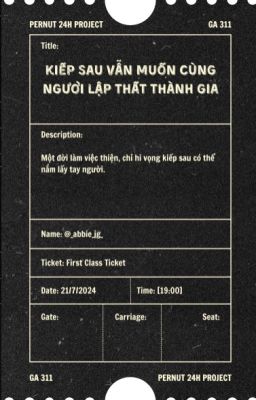 PERNUT 24H PROJECT
GA 311
Title:
KIẾP SAU VẪN MUỐN CÙNG
NGƯỜI LẬP THẤT THÀNH GIA
Description:
Một đời làm việc thiện, chỉ hi vọng kiếp sau có thể
nắm lấy tay người.
Name: @_abbie_jg_
Ticket: First Class Ticket
Date: 21/7/2024
Time: [19:00]
Gate:
Carriage:
Seat:
GA 311
PERNUT 24H PROJECT